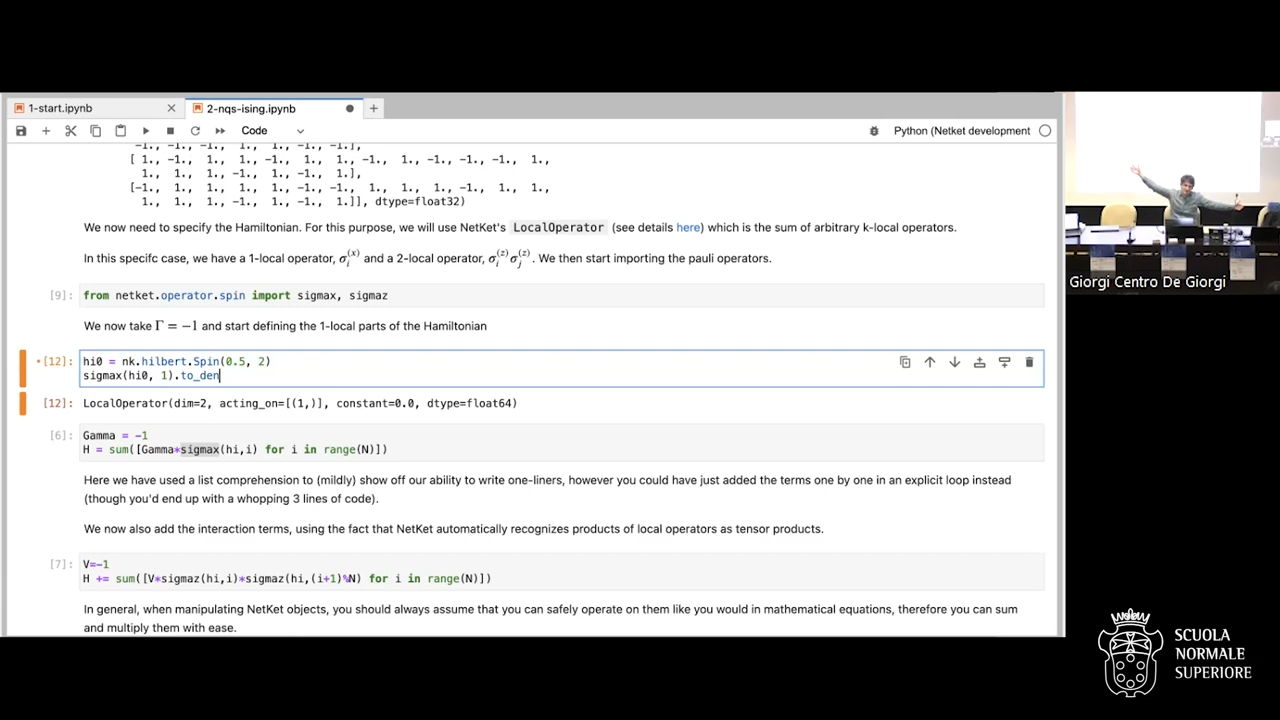 1-start.ipynb
2-nqs-ising.ipynb
Code
Python (Netket development
-1., -1., -1., 1., 1., -1., -1.],
[ 1., -1., 1., 1., -1., 1., 1., -1., 1., -1., -1., -1., 1.,
1., 1., 1., -1., 1., 1.],
[-1., 1., 1., 1., 1., -1., -1., 1., 1., 1., -1., 1., 1.,
1., 1., 1., -1., 1., -1., 1.]], dtype=float32)
We now need to specify the Hamiltonian. For this purpose, we will use NetKet's LocalOperator (see details here) which is the sum of arbitrary k-local operators.
In this specifc case, we have a 1-local operator, σᵢ⁽ˣ⁾ and a 2-local operator, σᵢ⁽ᶻ⁾σⱼ⁽ᶻ⁾. We then start importing the pauli operators.
[9]: from netket.operator.spin import sigmax, sigmaz
We now take Γ = −1 and start defining the 1-local parts of the Hamiltonian
[12]: hi0 = nk.hilbert.Spin(0.5, 2)
sigmax(hi0, 1).to_den
[12]: LocalOperator(dim=2, acting_on=[(1,)], constant=0.0, dtype=float64)
[6]: Gamma = -1
H = sum([Gamma*sigmax(hi,i) for i in range(N)])
Here we have used a list comprehension to (mildly) show off our ability to write one-liners, however you could have just added the terms one by one in an explicit loop instead
(though you'd end up with a whopping 3 lines of code).
We now also add the interaction terms, using the fact that NetKet automatically recognizes products of local operators as tensor products.
[7]: V=-1
H += sum([V*sigmaz(hi,i)*sigmaz(hi,(i+1)%N) for i in range(N)])
In general, when manipulating NetKet objects, you should always assume that you can safely operate on them like you would in mathematical equations, therefore you can sum
and multiply them with ease.
Giorgi Centro De Giorgi
SCUOLA
NORMALE
SUPERIORE